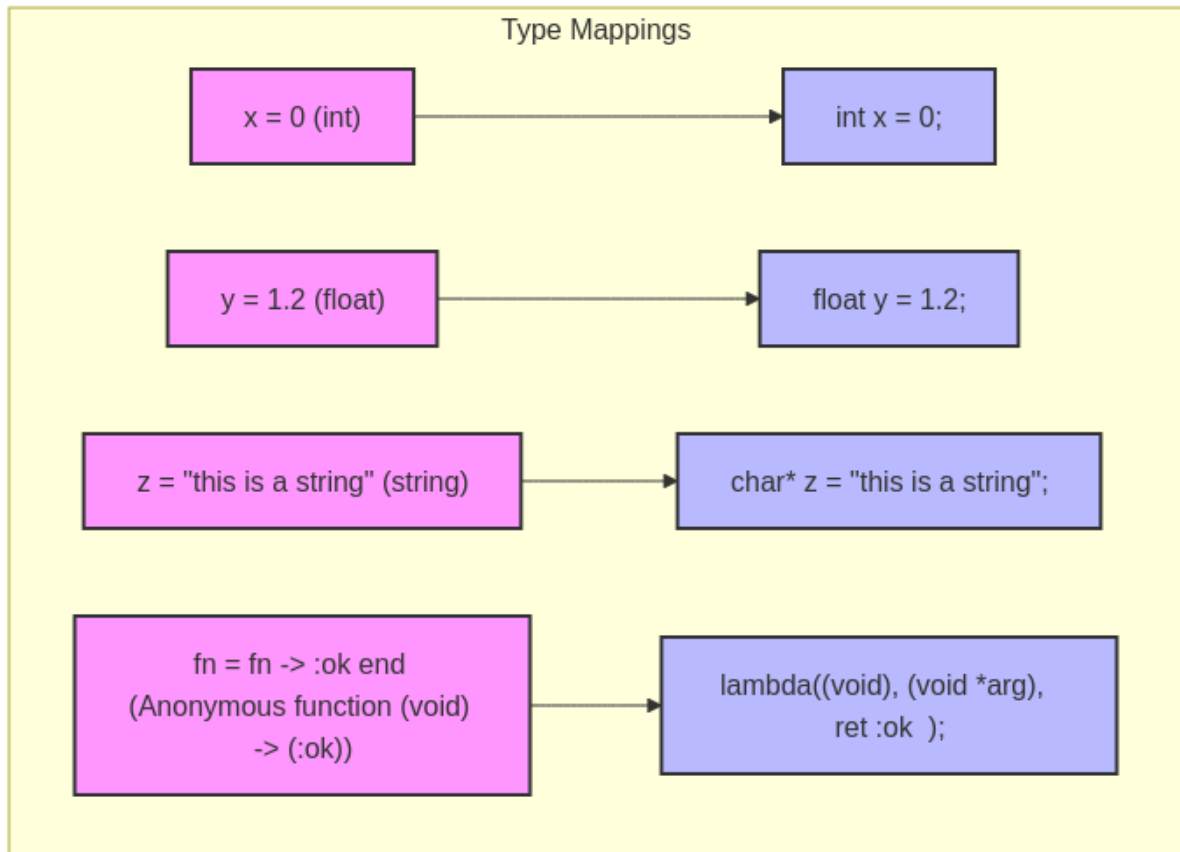 Type Mappings
x = 0 (int)
int x = 0;
y = 1.2 (float)
float y = 1.2;
z = "this is a string" (string)
char* z = "this is a string";
fn = fn -> :ok end
(Anonymous function (void)
-> (:ok))
lambda((void), (void *arg),
ret :ok  );